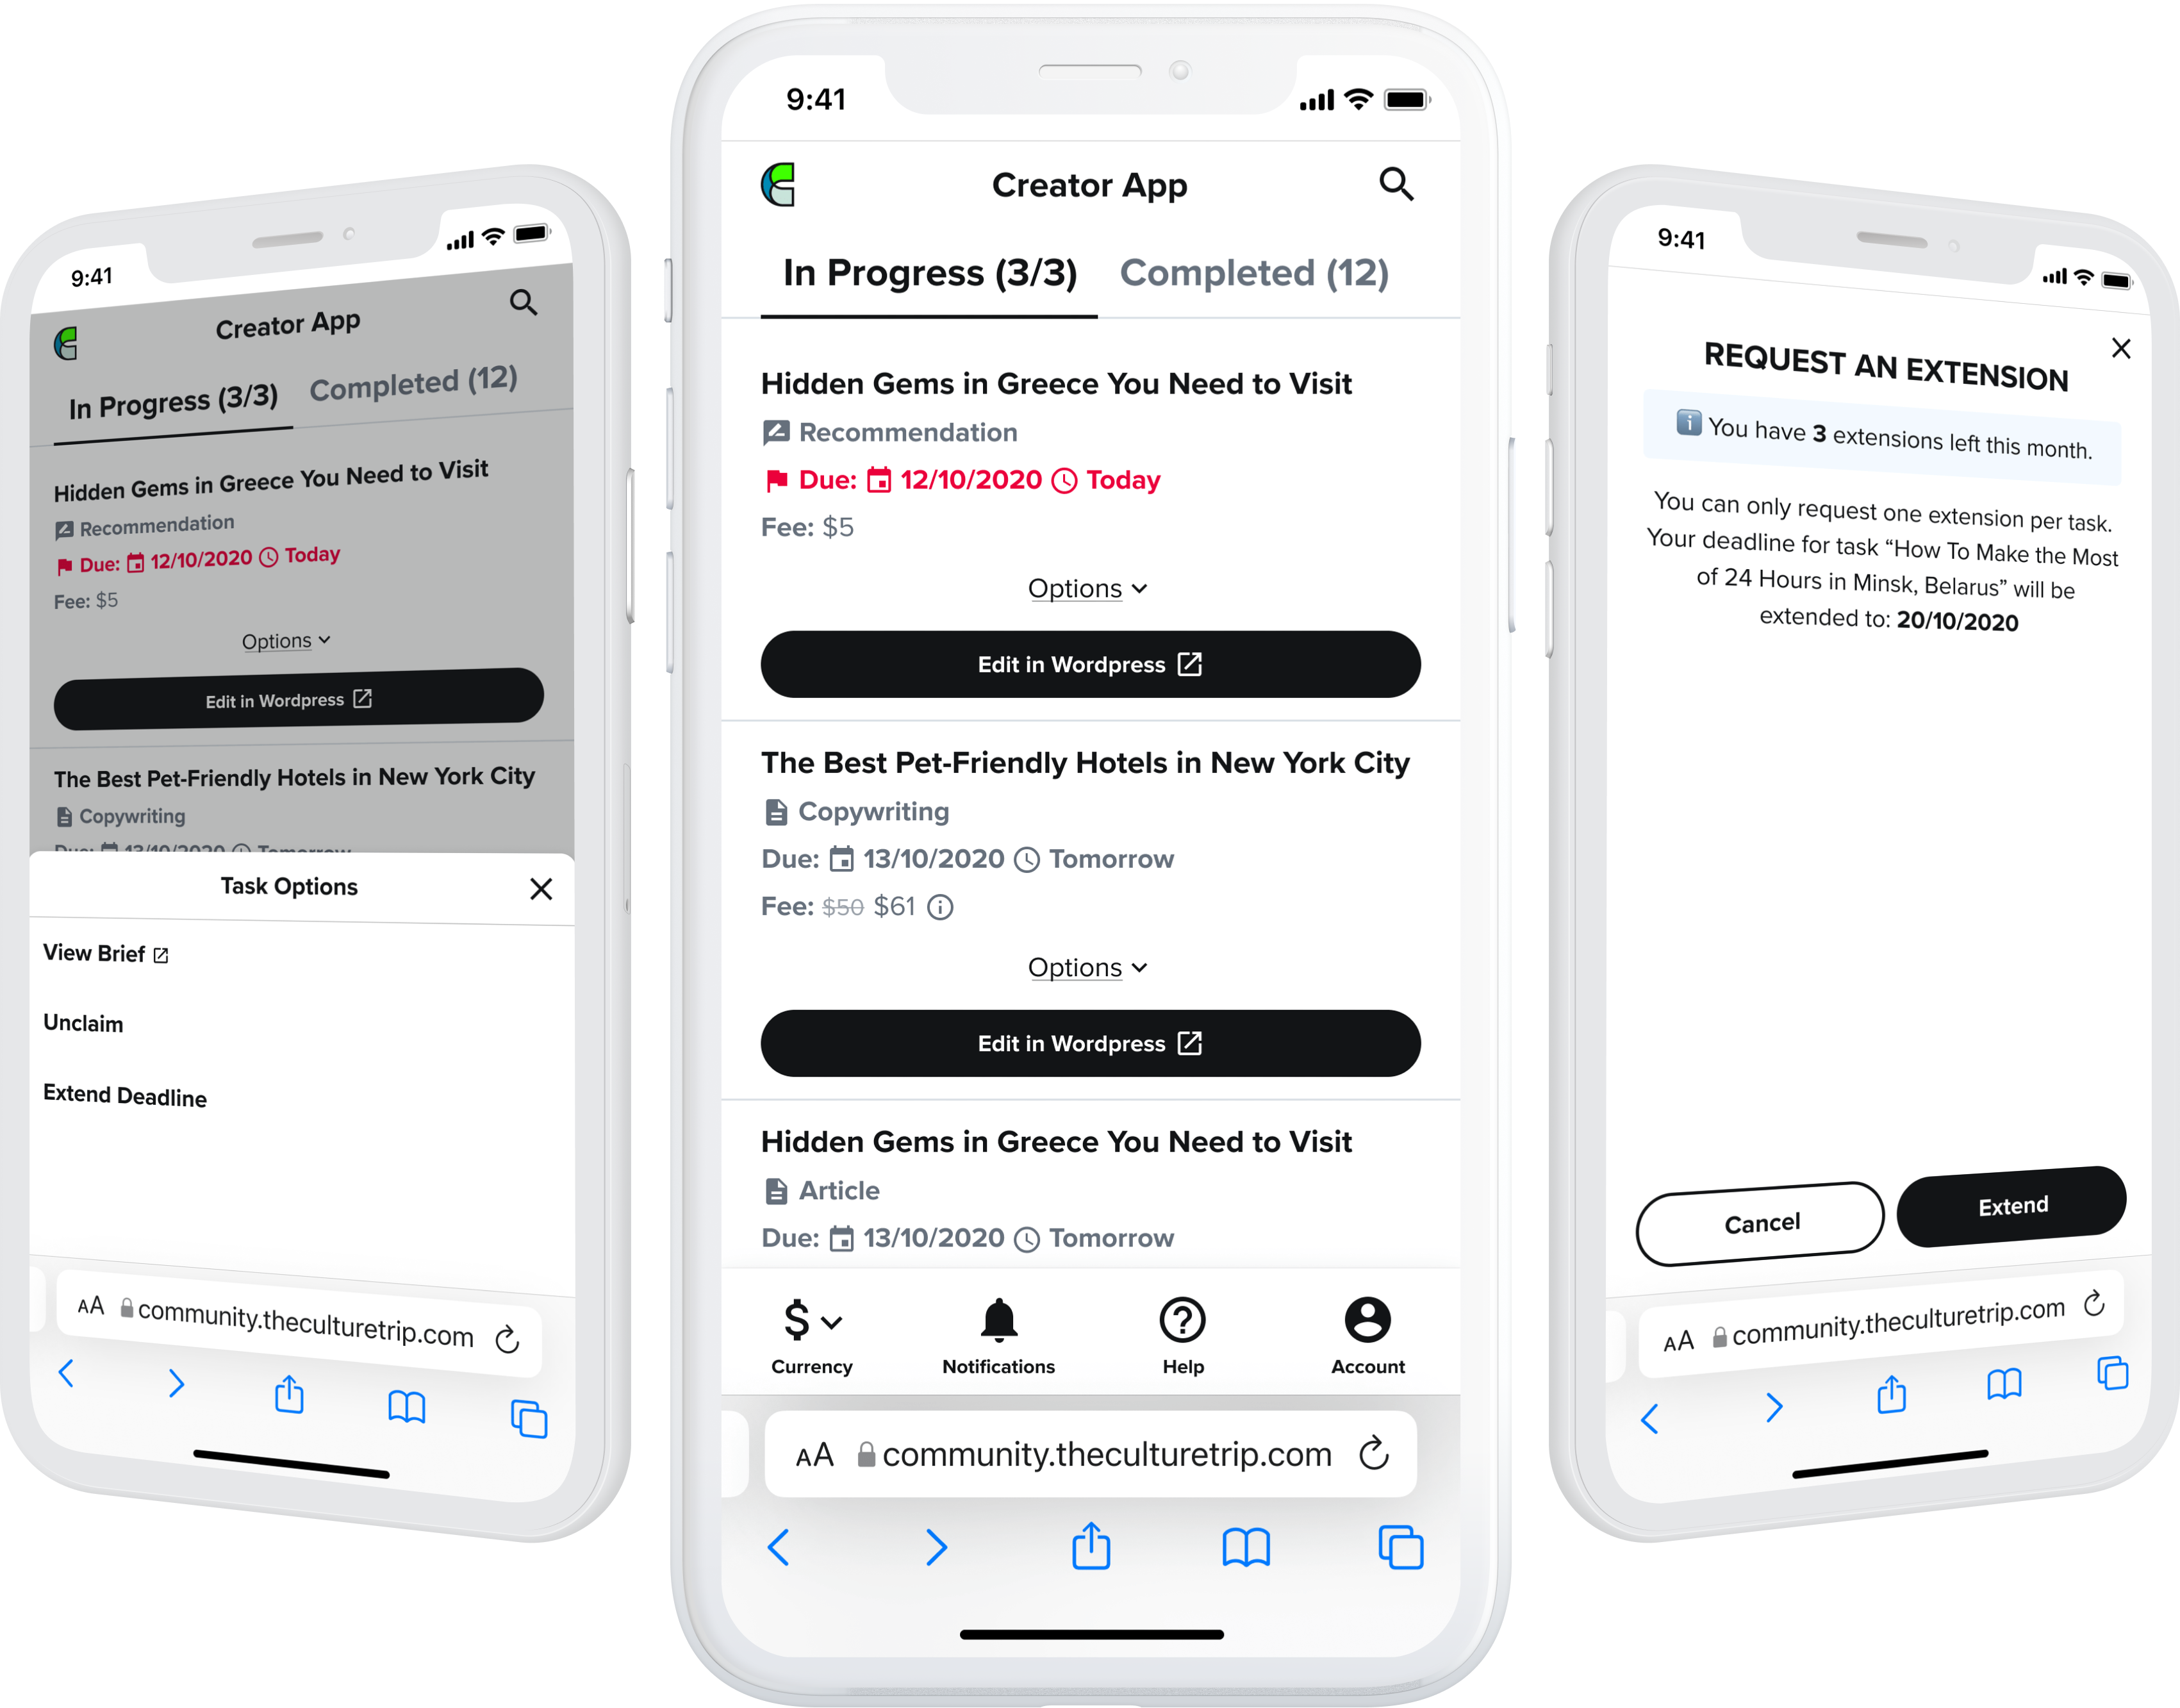 9:41
Creator App
In Progress (3/3) Completed (12)
Hidden Gems in Greece You Need to Visit
Recommendation
Due: 12/10/2020 Today
Fee: $5
Options
Edit in Wordpress
The Best Pet-Friendly Hotels in New York City
Copywriting
Due: 13/10/2020 Tomorrow
Task Options
View Brief
Unclaim
Extend Deadline
AA community.theculturetrip.com
9:41
Creator App
In Progress (3/3) Completed (12)
Hidden Gems in Greece You Need to Visit
Recommendation
Due: 12/10/2020 Today
Fee: $5
Options
Edit in Wordpress
The Best Pet-Friendly Hotels in New York City
Copywriting
Due: 13/10/2020 Tomorrow
Fee: $50 $61
Options
Edit in Wordpress
Hidden Gems in Greece You Need to Visit
Article
Due: 13/10/2020 Tomorrow
$
Currency Notifications Help Account
AA community.theculturetrip.com
9:41
REQUEST AN EXTENSION
You have 3 extensions left this month.
You can only request one extension per task.
Your deadline for task “How To Make the Most
of 24 Hours in Minsk, Belarus” will be
extended to: 20/10/2020
Cancel Extend
AA community.theculturetrip.com